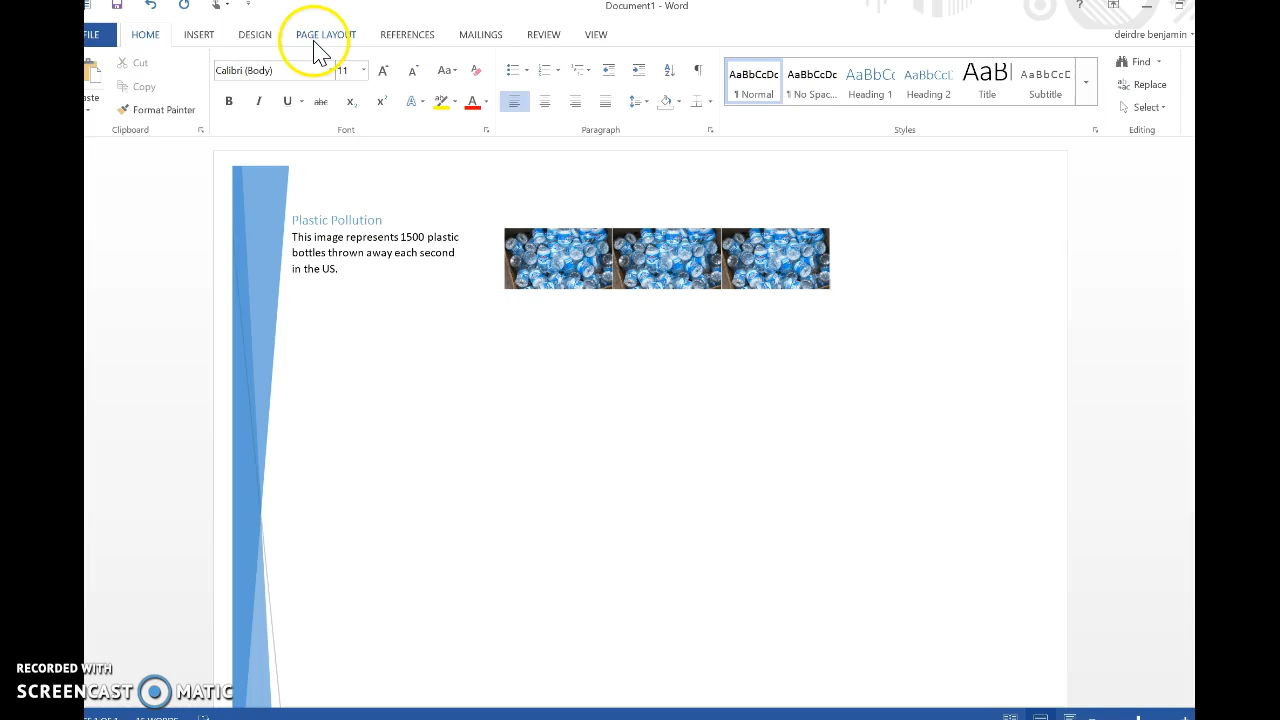 Document1 - Word
FILE HOME INSERT DESIGN PAGE LAYOUT REFERENCES MAILINGS REVIEW VIEW
deirdre benjamin
Cut
Copy
Format Painter
Clipboard
Calibri (Body) 11
Font
Paragraph
AaBbCcDc AaBbCcDc AaBbCc AaBbCcD AaB AaBbCcD
¶ Normal ¶ No Spac... Heading 1 Heading 2 Title Subtitle
Styles
Find
Replace
Select
Editing
Plastic Pollution
This image represents 1500 plastic
bottles thrown away each second
in the US.
RECORDED WITH
SCREENCAST MATIC